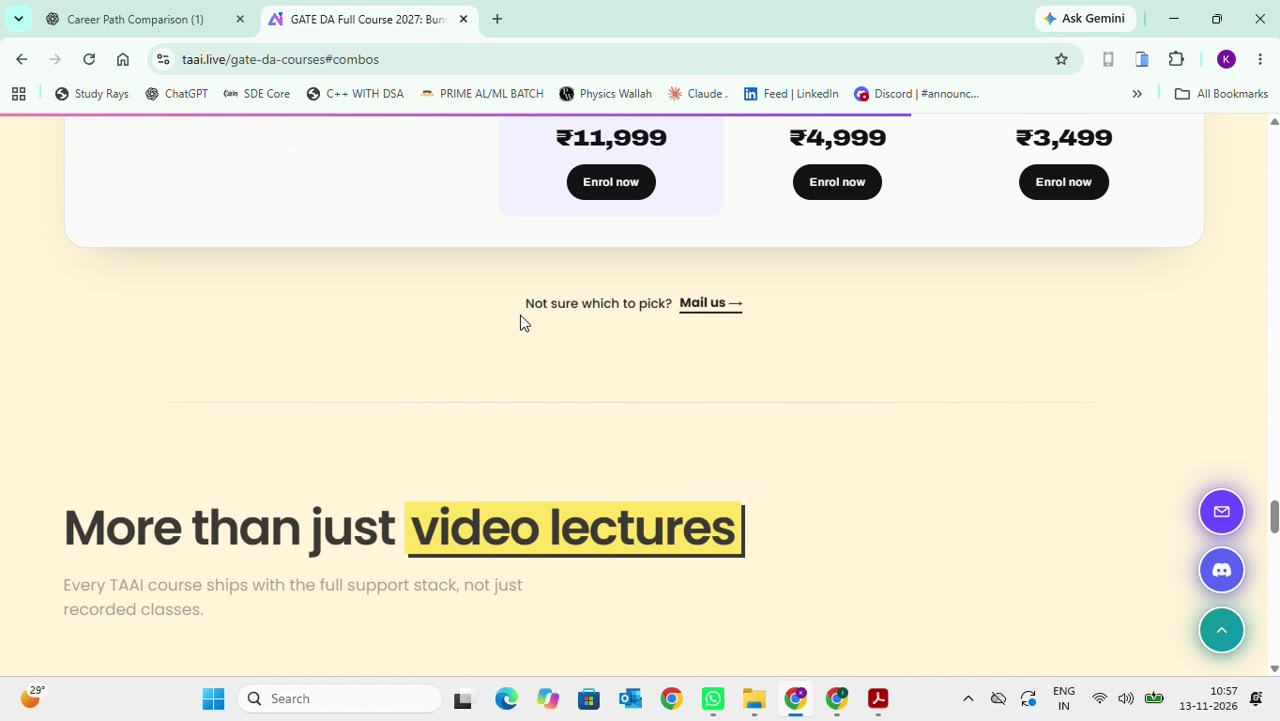 Career Path Comparison (1)
GATE DA Full Course 2027: Bun
Ask Gemini
taai.live/gate-da-courses#combos
K
Study Rays
ChatGPT
SDE Core
C++ WITH DSA
PRIME AL/ML BATCH
Physics Wallah
Claude .
Feed | LinkedIn
Discord | #announc...
»
All Bookmarks
₹11,999 ₹4,999 ₹3,499
Enrol now Enrol now Enrol now
Not sure which to pick? Mail us →
More than just video lectures
Every TAAI course ships with the full support stack, not just
recorded classes.
29°
Search
ENG
IN
10:57
13-11-2026